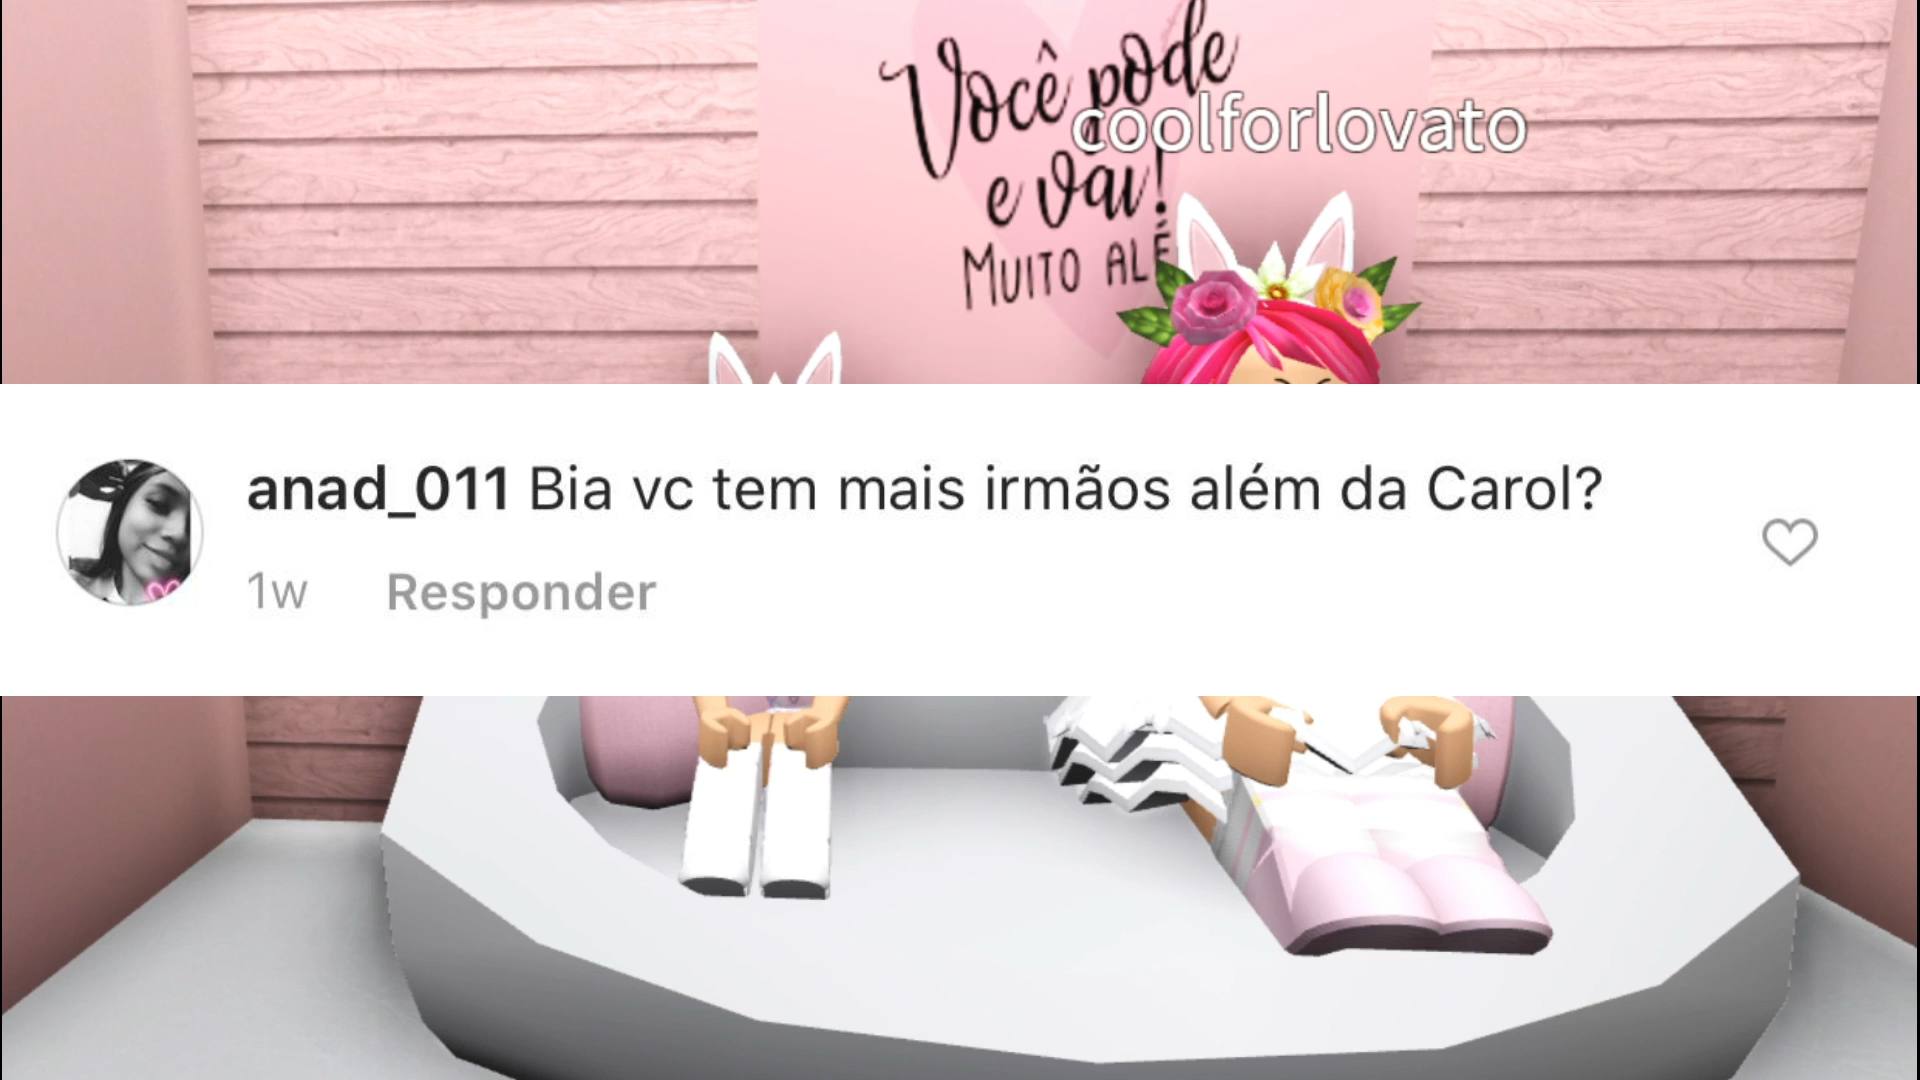 Você pode
coolforlovato
e vai!
MUITO ALÉ
anad_011 Bia vc tem mais irmãos além da Carol?
1w Responder